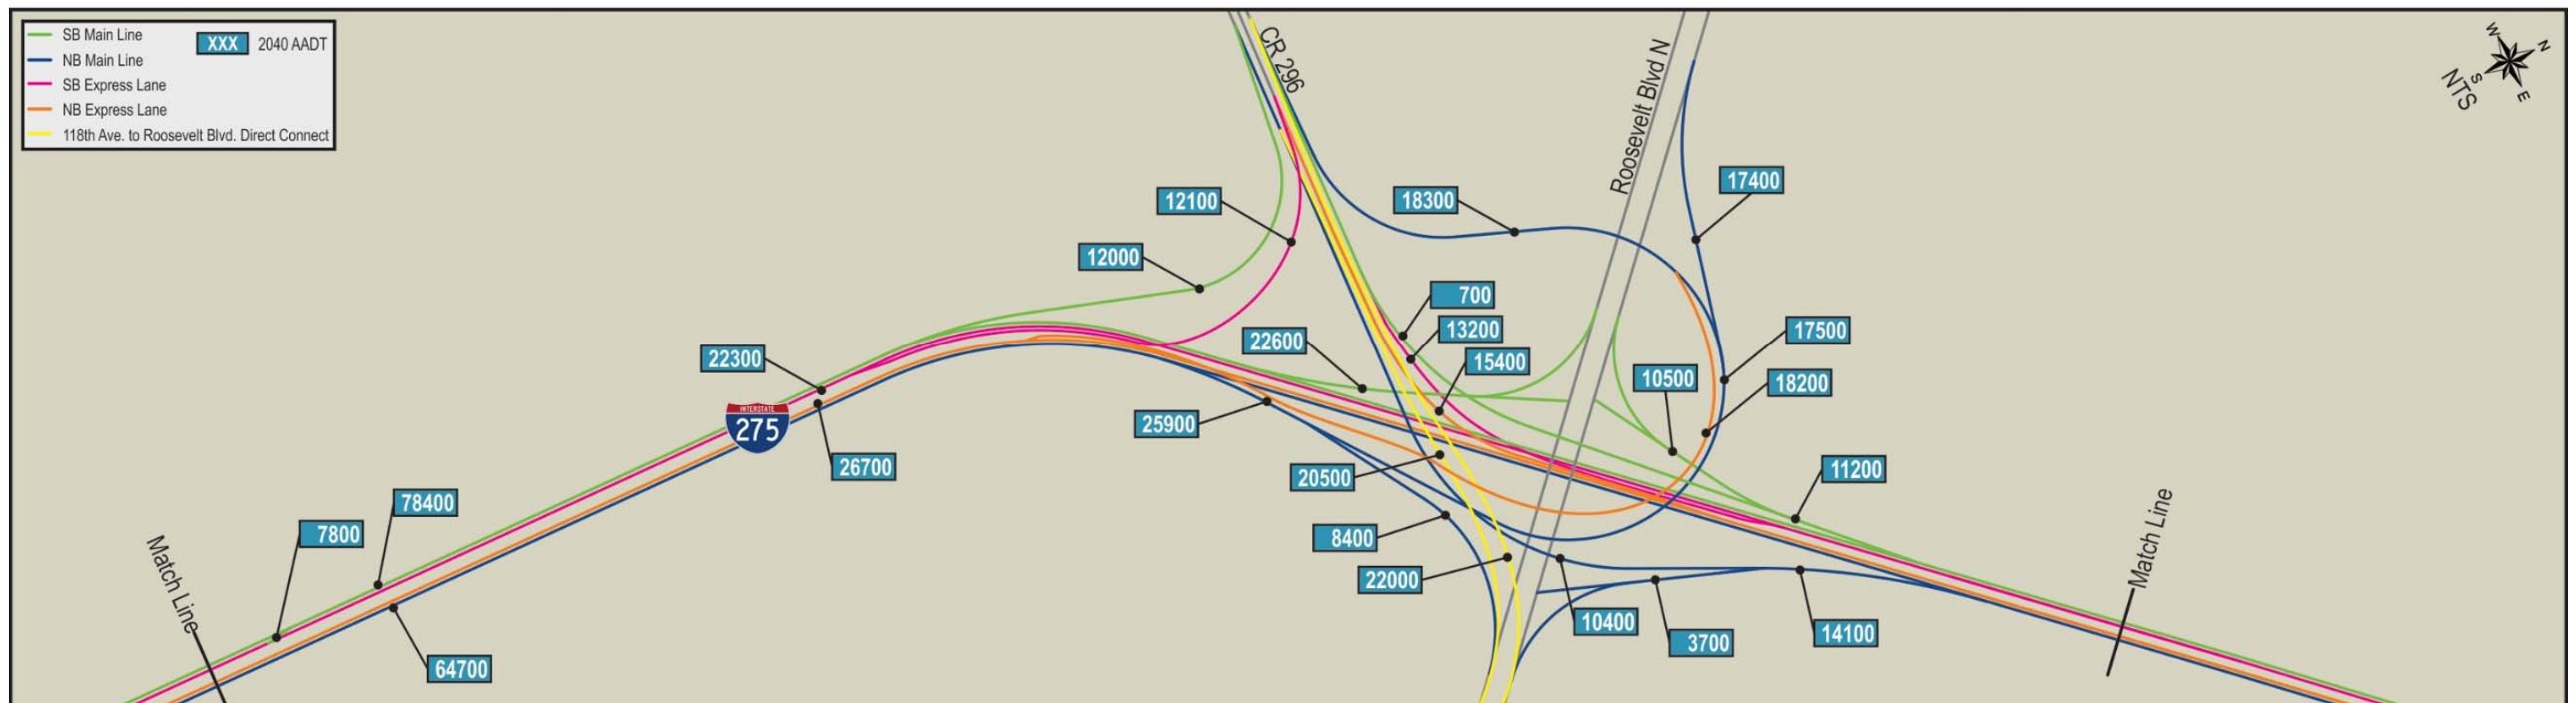 SB Main Line
XXX 2040 AADT
NB Main Line
SB Express Lane
NB Express Lane
118th Ave. to Roosevelt Blvd. Direct Connect
CR 296
Roosevelt Blvd N
W
N
S
E
NTS
17400
12100
18300
12000
700
13200
22600
15400
17500
22300
10500
18200
25900
INTERSTATE
275
26700
20500
11200
78400
7800
8400
Match Line
Match Line
22000
10400
3700
14100
64700